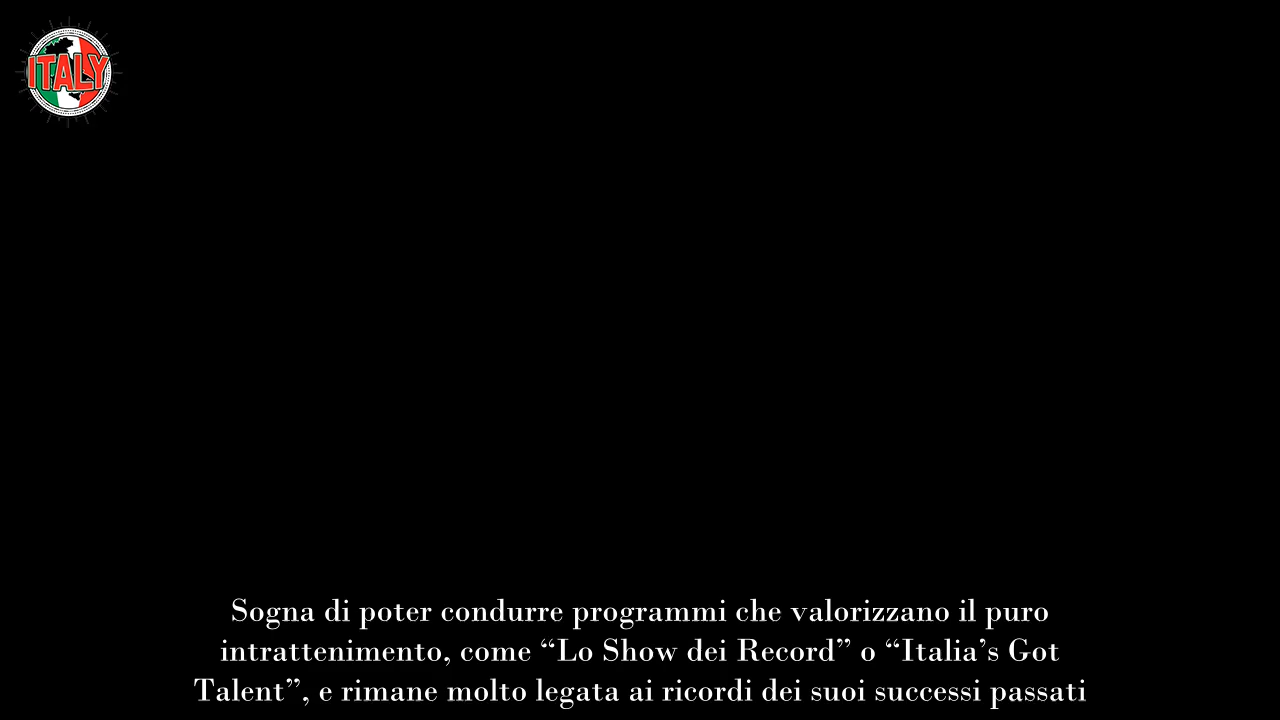 ITALY
Sogna di poter condurre programmi che valorizzano il puro
intrattenimento, come “Lo Show dei Record” o “Italia’s Got
Talent”, e rimane molto legata ai ricordi dei suoi successi passati